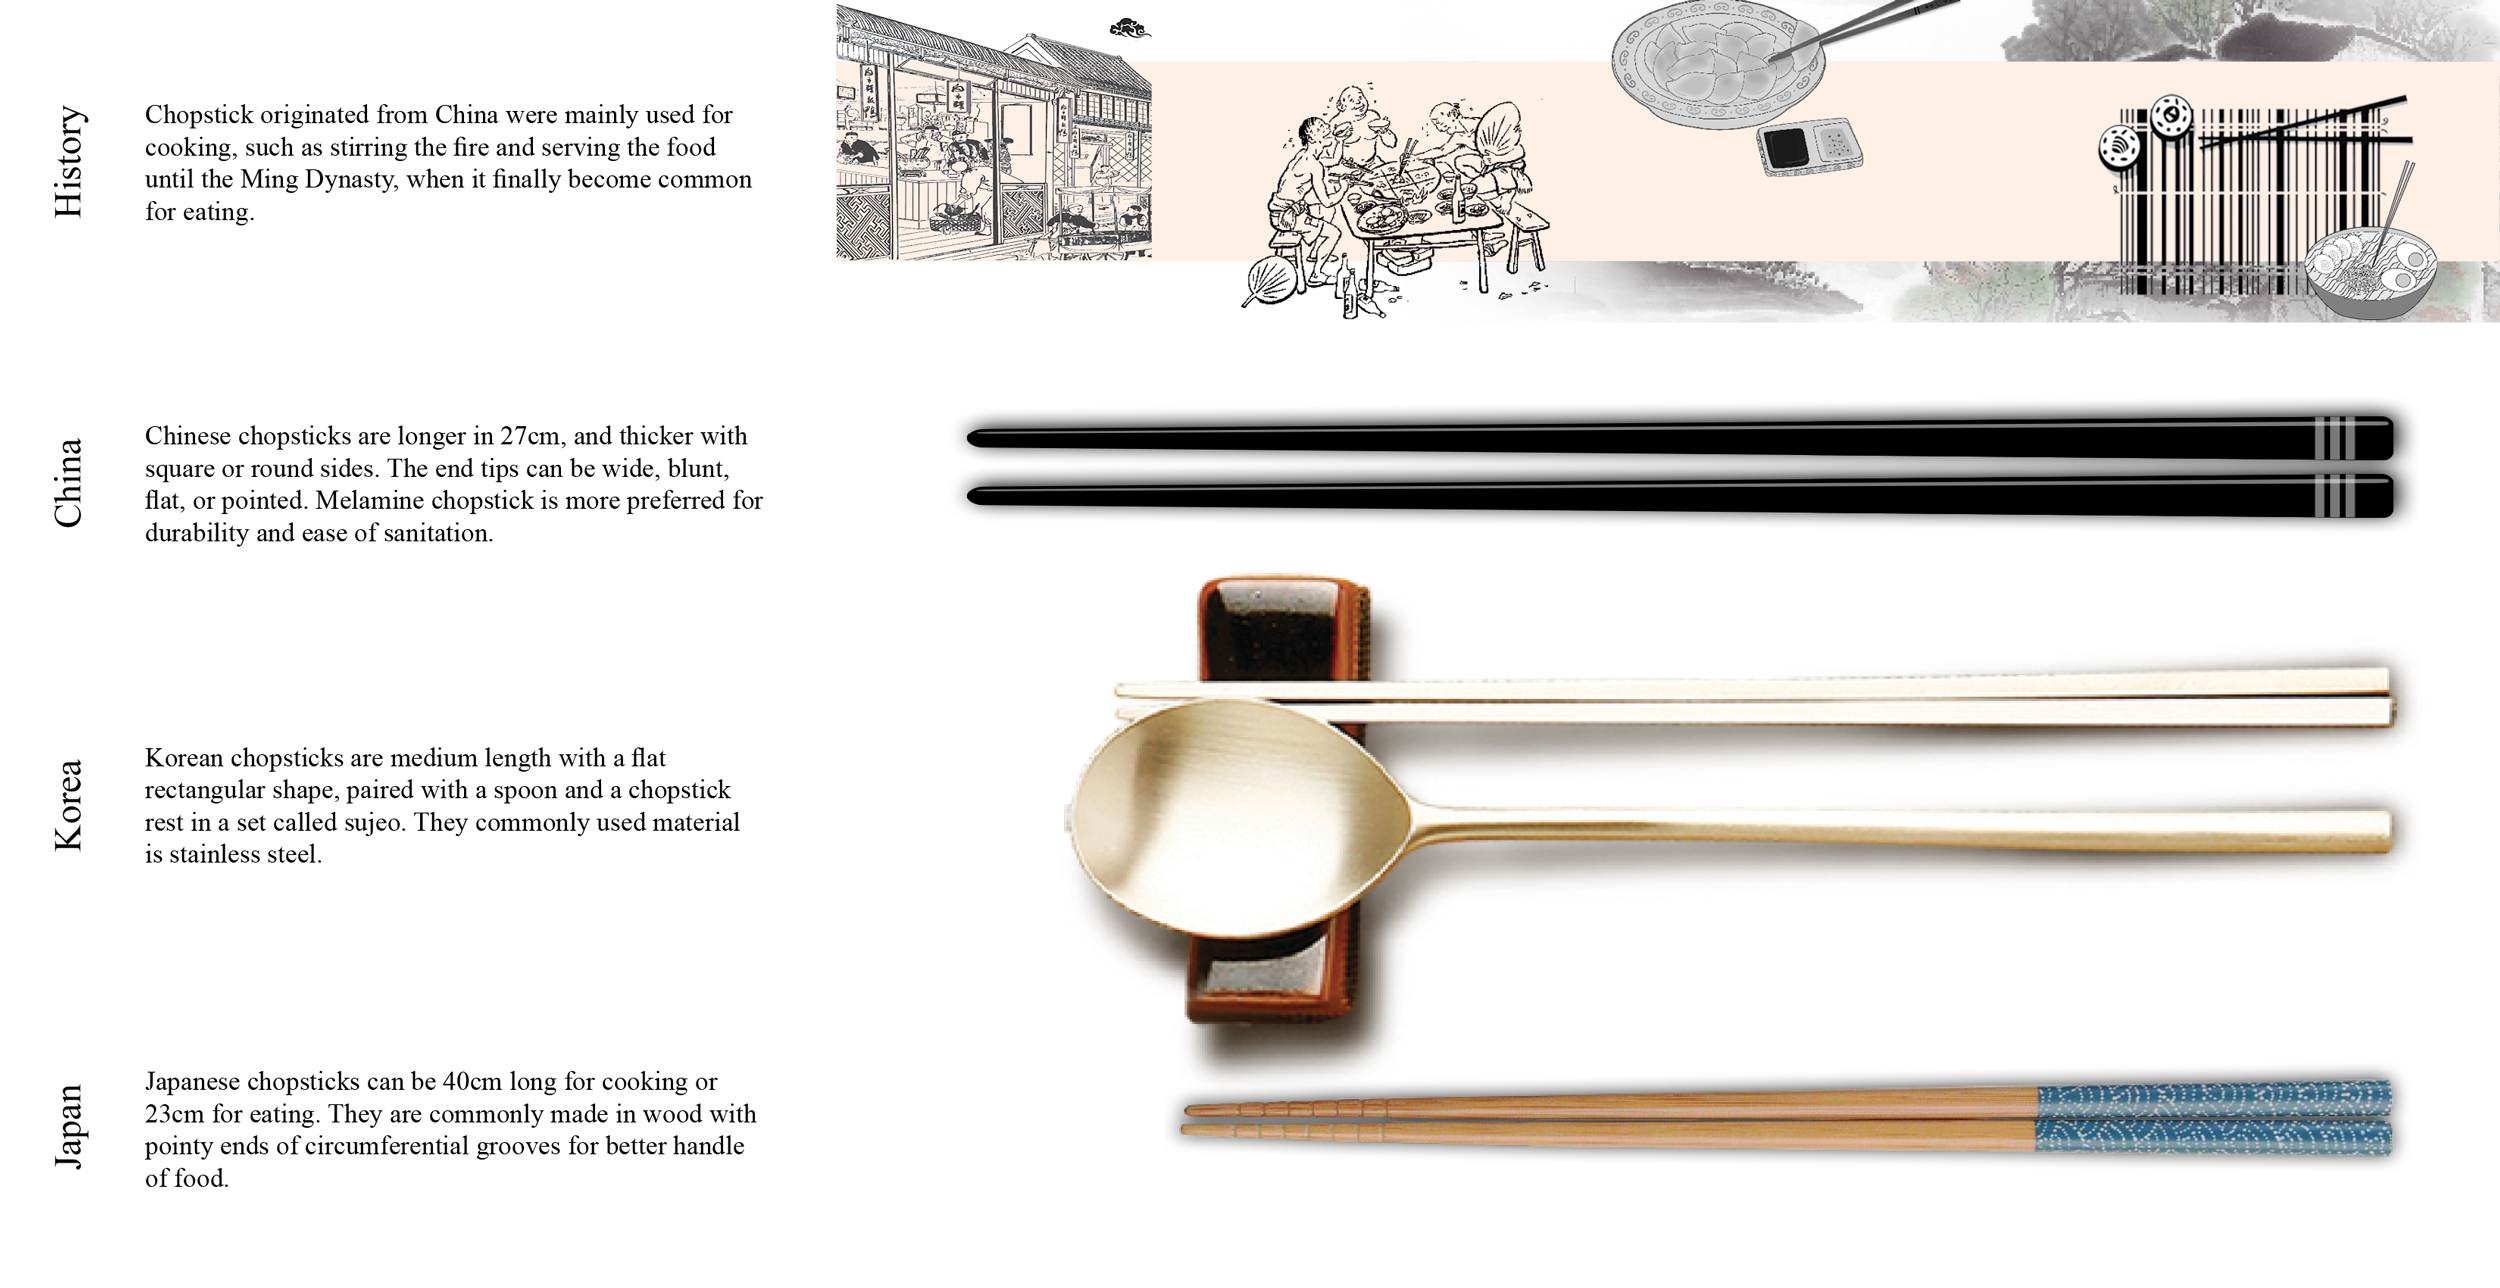 History
Chopstick originated from China were mainly used for
cooking, such as stirring the fire and serving the food
until the Ming Dynasty, when it finally become common
for eating.
China
Chinese chopsticks are longer in 27cm, and thicker with
square or round sides. The end tips can be wide, blunt,
flat, or pointed. Melamine chopstick is more preferred for
durability and ease of sanitation.
Korea
Korean chopsticks are medium length with a flat
rectangular shape, paired with a spoon and a chopstick
rest in a set called sujeo. They commonly used material
is stainless steel.
Japan
Japanese chopsticks can be 40cm long for cooking or
23cm for eating. They are commonly made in wood with
pointy ends of circumferential grooves for better handle
of food.